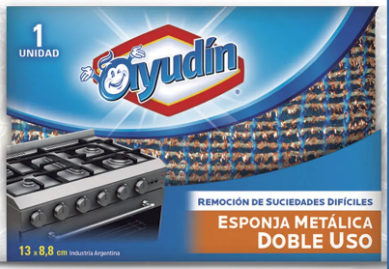 1
UNIDAD
Ayudín
REMOCIÓN DE SUCIEDADES DIFÍCILES
ESPONJA METÁLICA
DOBLE USO
13 x 8,8 cm Industria Argentina